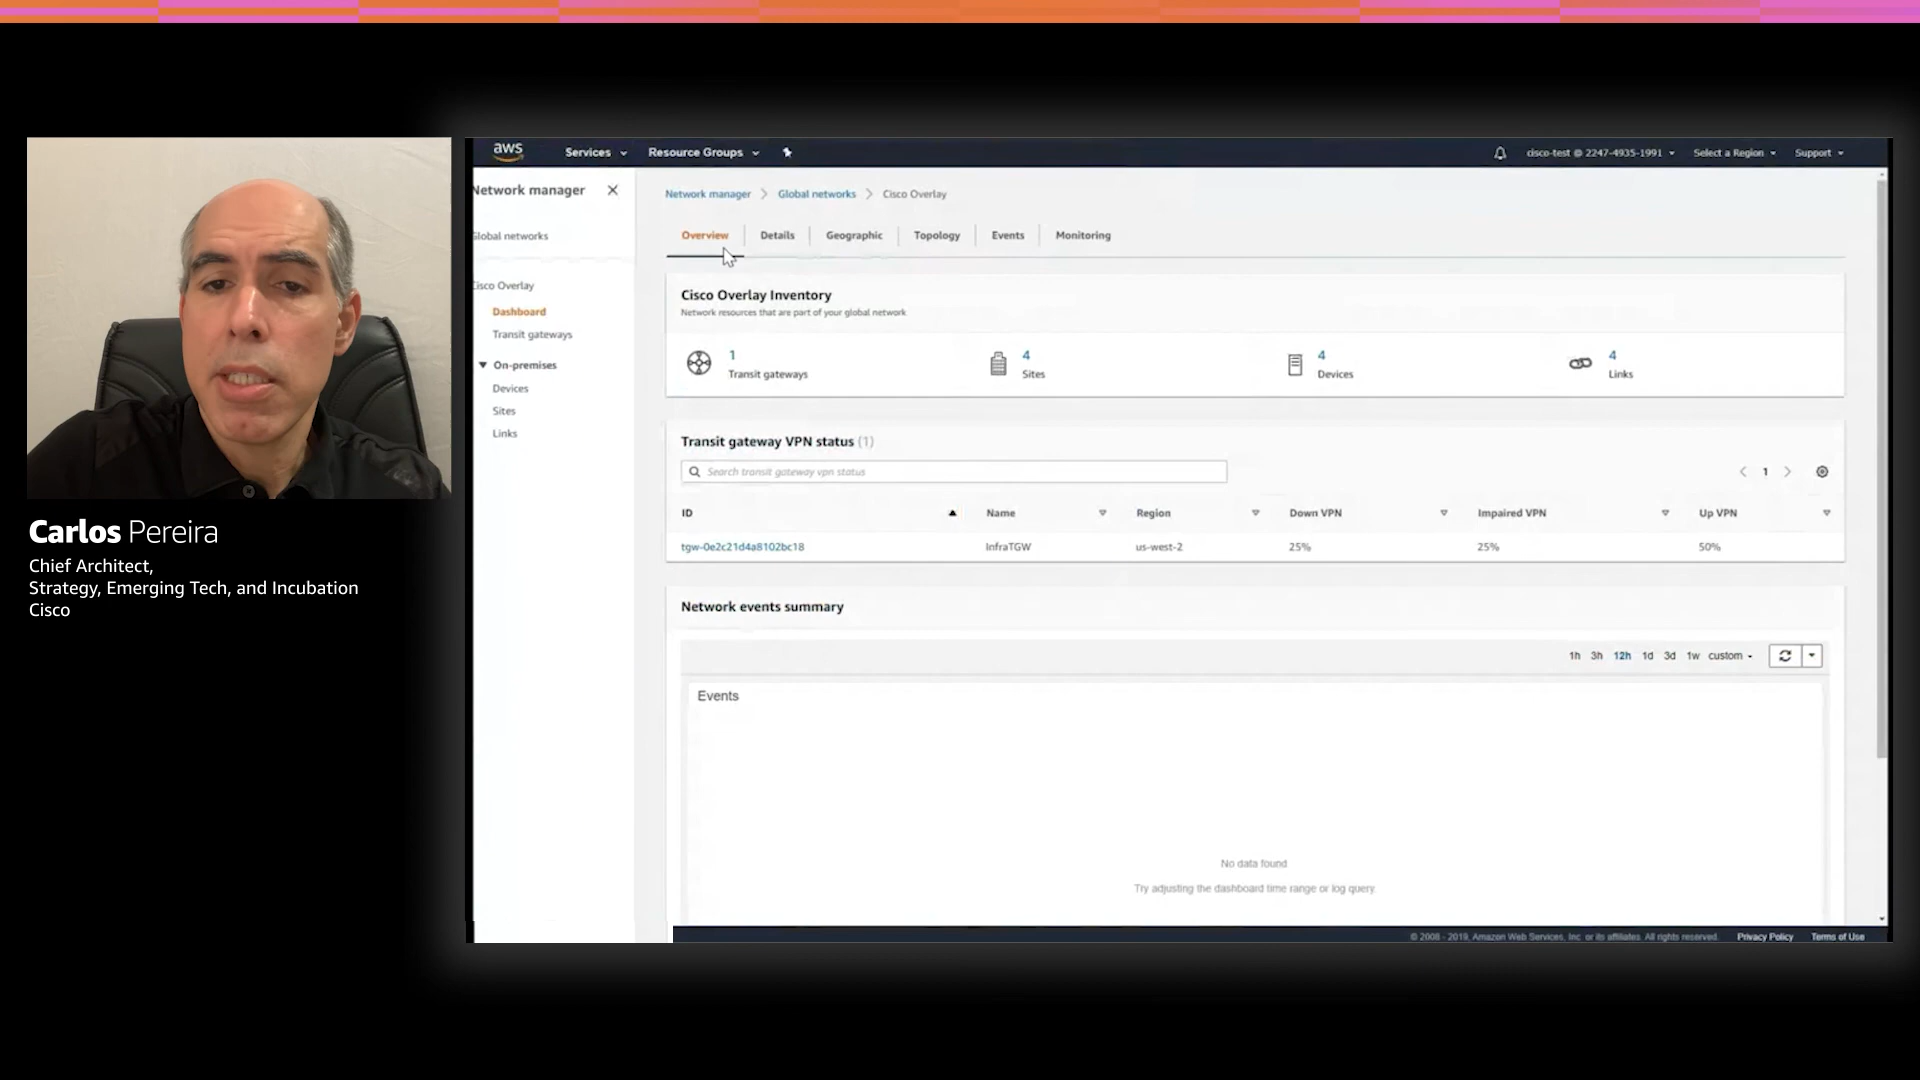 aws
Services
Resource Groups
cisco-test @ 2247-4935-1991
Select a Region
Support
Network manager
Global networks
Cisco Overlay
Dashboard
Transit gateways
On-premises
Devices
Sites
Links
Network manager > Global networks > Cisco Overlay
Overview
Details
Geographic
Topology
Events
Monitoring
Cisco Overlay Inventory
Network resources that are part of your global network
1
Transit gateways
4
Sites
4
Devices
4
Links
Transit gateway VPN status (1)
Search transit gateway vpn status
1
ID Name Region Down VPN Impaired VPN Up VPN
tgw-0e2c21d4a8102bc18 InfraTGW us-west-2 25% 25% 50%
Network events summary
1h 3h 12h 1d 3d 1w custom
Events
No data found
Try adjusting the dashboard time range or log query
© 2008 - 2019, Amazon Web Services, Inc. or its affiliates. All rights reserved. Privacy Policy Terms of Use
Carlos Pereira
Chief Architect,
Strategy, Emerging Tech, and Incubation
Cisco